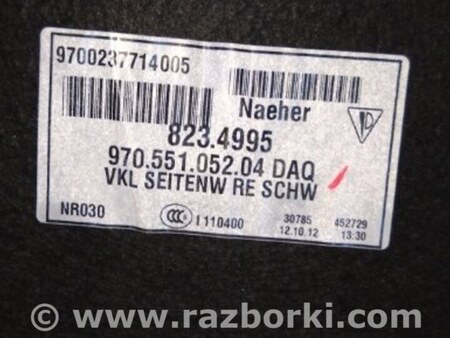 9700237714005
Naeher
823.4995
970.551.052.04 DAQ
VKL SEITENW RE SCHW
NR030
CCC
I 110400
30785
12.10.12
452729
13:30
© www.razborki.com